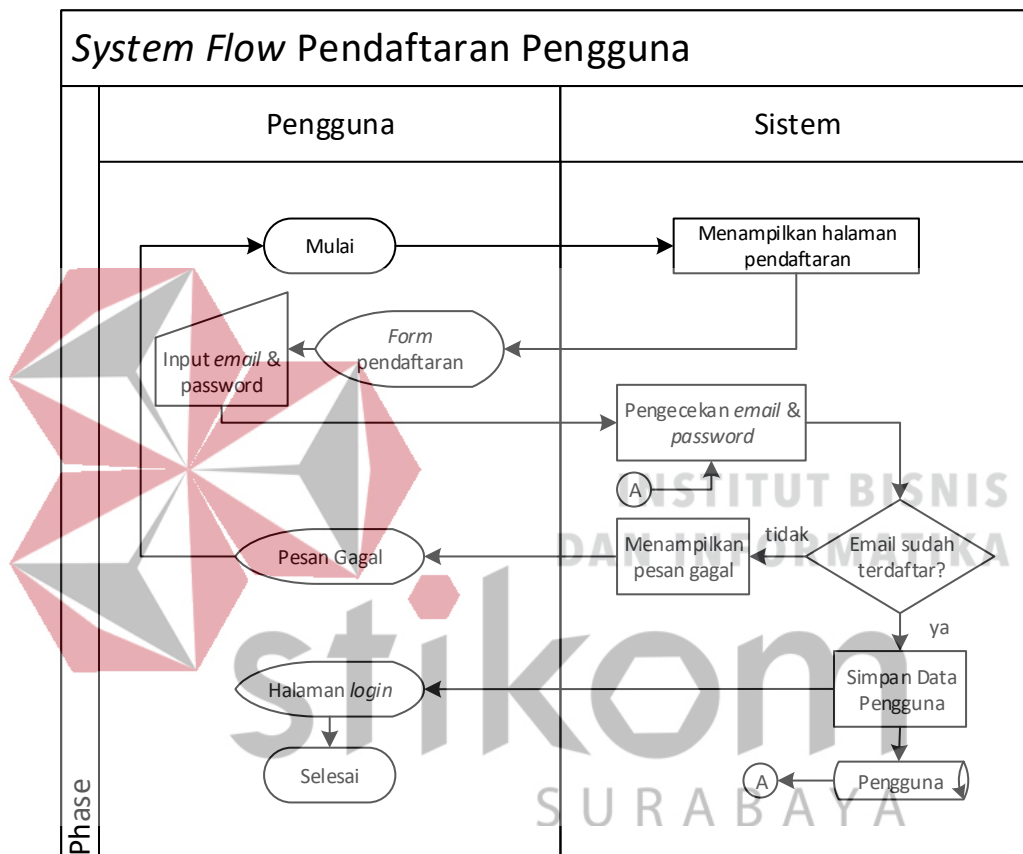 System Flow Pendaftaran Pengguna
Pengguna
Sistem
Mulai
Menampilkan halaman
pendaftaran
Form
pendaftaran
Input email &
password
Pengecekan email &
password
A
INSTITUT BISNIS
DAN INFORMATIKA
Email sudah
terdaftar?
tidak
Menampilkan
pesan gagal
Pesan Gagal
ya
stikom
Simpan Data
Pengguna
Halaman login
Selesai
A
Pengguna
SURABAYA
Phase